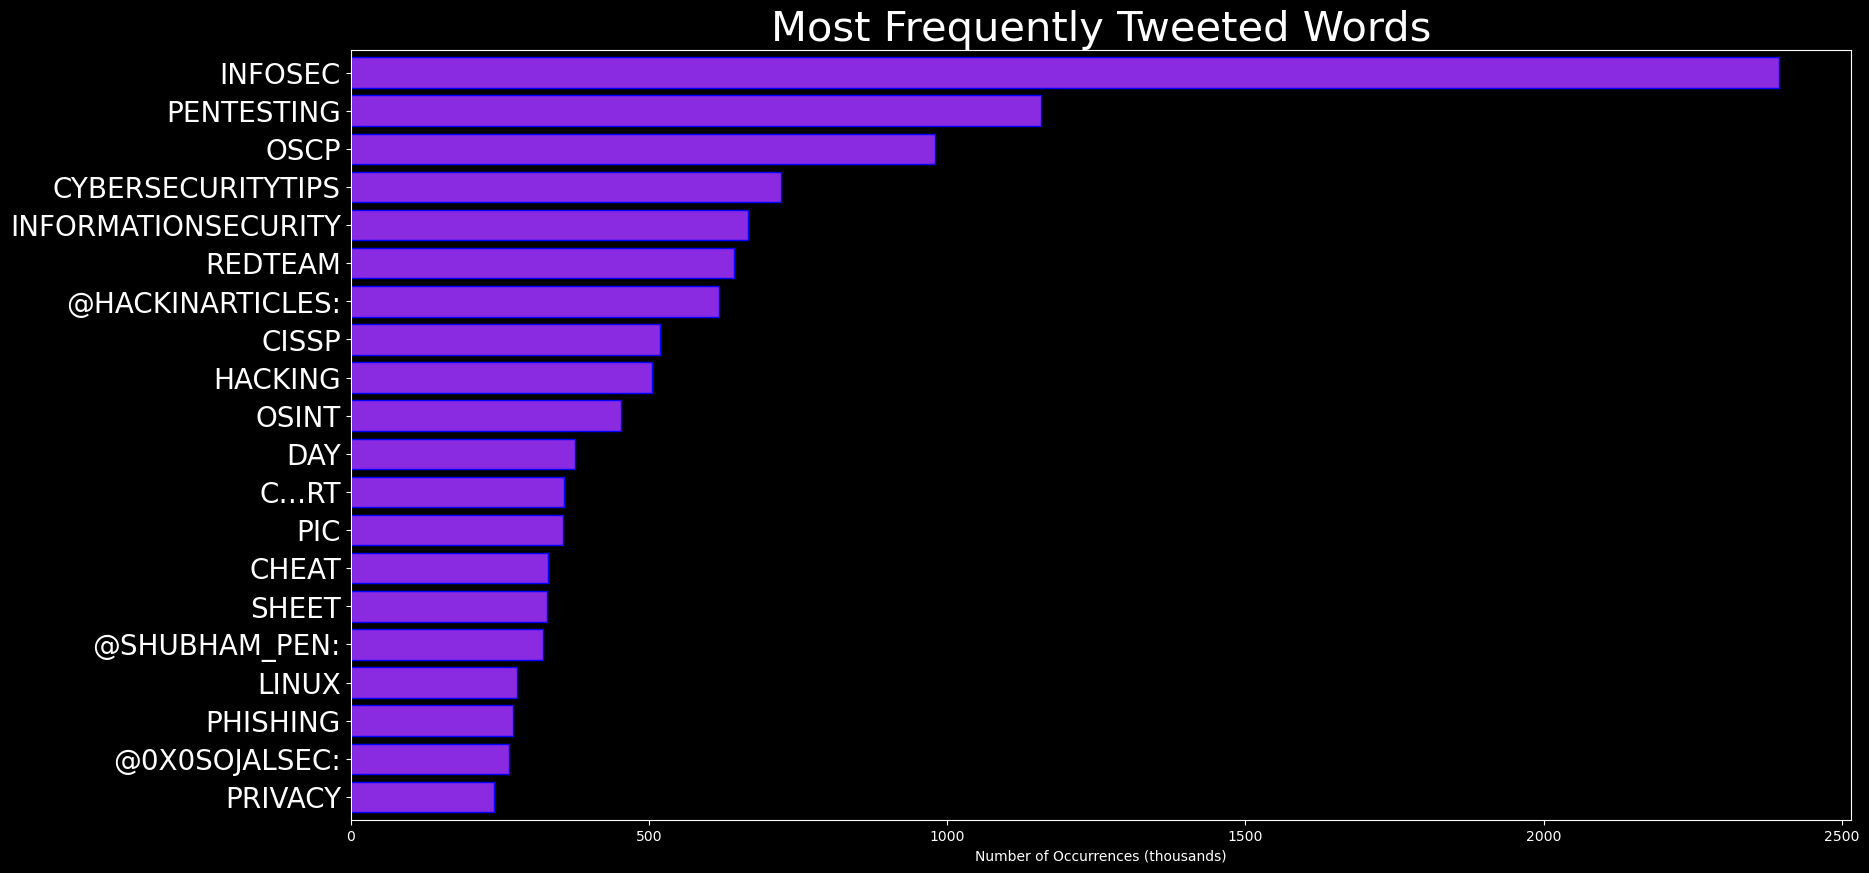 Most Frequently Tweeted Words
INFOSEC
PENTESTING
OSCP
CYBERSECURITYTIPS
INFORMATIONSECURITY
REDTEAM
@HACKINARTICLES:
CISSP
HACKING
OSINT
DAY
C…RT
PIC
CHEAT
SHEET
@SHUBHAM_PEN:
LINUX
PHISHING
@0X0SOJALSEC:
PRIVACY
0 500 1000 1500 2000 2500
Number of Occurrences (thousands)